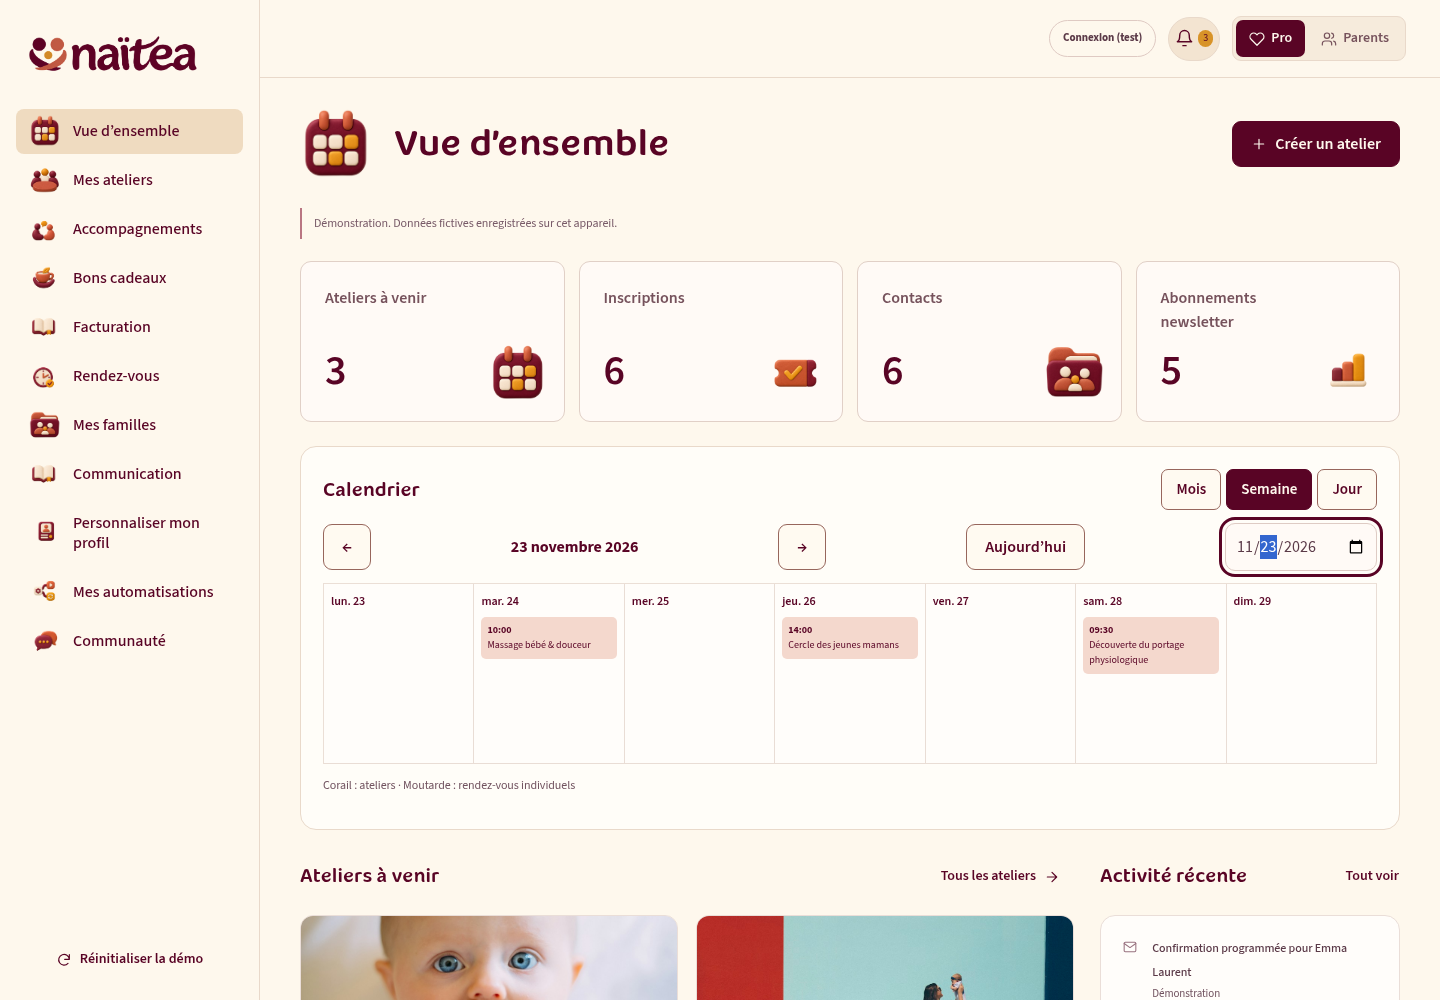 naïtea
Connexion (test)
3
Pro
Parents
Vue d’ensemble
Mes ateliers
Accompagnements
Bons cadeaux
Facturation
Rendez-vous
Mes familles
Communication
Personnaliser mon
profil
Mes automatisations
Communauté
Réinitialiser la démo
Vue d’ensemble
Créer un atelier
Démonstration. Données fictives enregistrées sur cet appareil.
Ateliers à venir
3
Inscriptions
6
Contacts
6
Abonnements
newsletter
5
Calendrier
Mois
Semaine
Jour
←
23 novembre 2026
→
Aujourd’hui
11/23/2026
lun. 23
mar. 24
10:00
Massage bébé & douceur
mer. 25
jeu. 26
14:00
Cercle des jeunes mamans
ven. 27
sam. 28
09:30
Découverte du portage
physiologique
dim. 29
Corail : ateliers · Moutarde : rendez-vous individuels
Ateliers à venir
Tous les ateliers →
Activité récente
Tout voir
Confirmation programmée pour Emma
Laurent
Démonstration